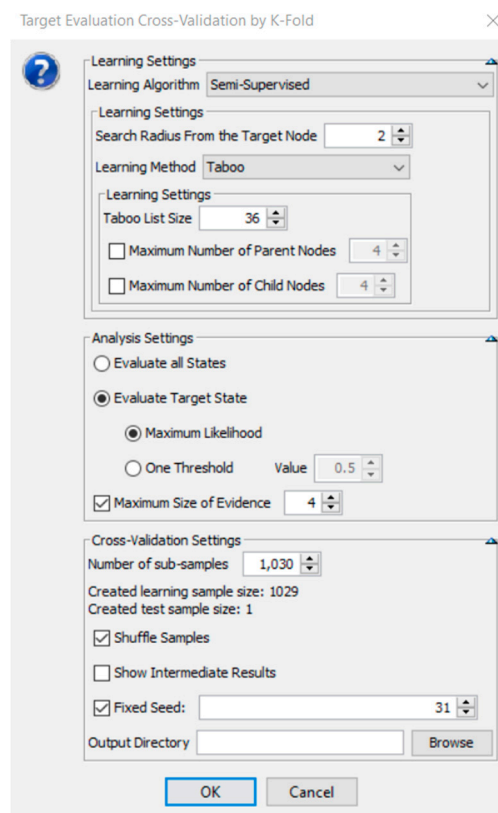 Target Evaluation Cross-Validation by K-Fold
Learning Settings
Learning Algorithm Semi-Supervised
Learning Settings
Search Radius From the Target Node 2
Learning Method Taboo
Learning Settings
Taboo List Size 36
Maximum Number of Parent Nodes 4
Maximum Number of Child Nodes 4
Analysis Settings
Evaluate all States
Evaluate Target State
Maximum Likelihood
One Threshold Value 0.5
Maximum Size of Evidence 4
Cross-Validation Settings
Number of sub-samples 1,030
Created learning sample size: 1029
Created test sample size: 1
Shuffle Samples
Show Intermediate Results
Fixed Seed: 31
Output Directory Browse
OK Cancel